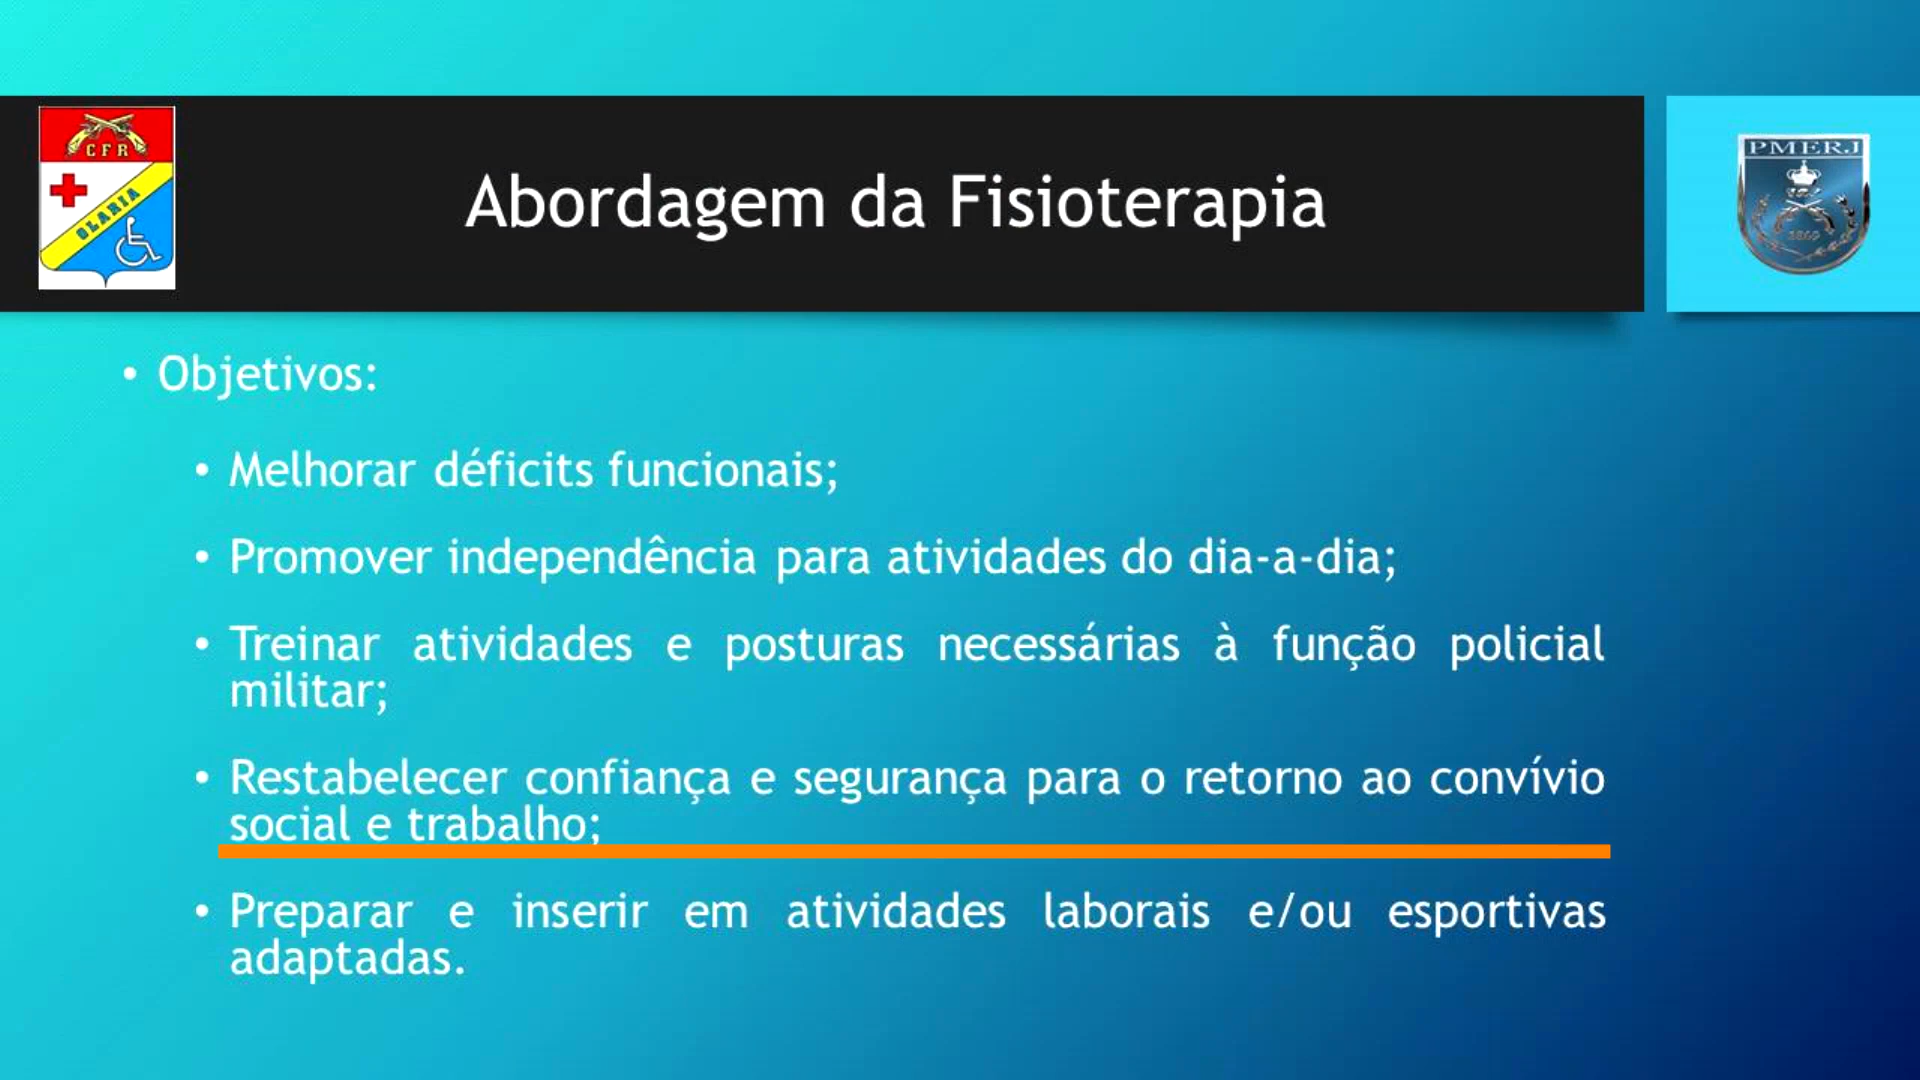 CFR
OLARIA
Abordagem da Fisioterapia
PMERJ
• Objetivos:
• Melhorar déficits funcionais;
• Promover independência para atividades do dia-a-dia;
• Treinar atividades e posturas necessárias à função policial
militar;
• Restabelecer confiança e segurança para o retorno ao convívio
social e trabalho;
• Preparar e inserir em atividades laborais e/ou esportivas
adaptadas.